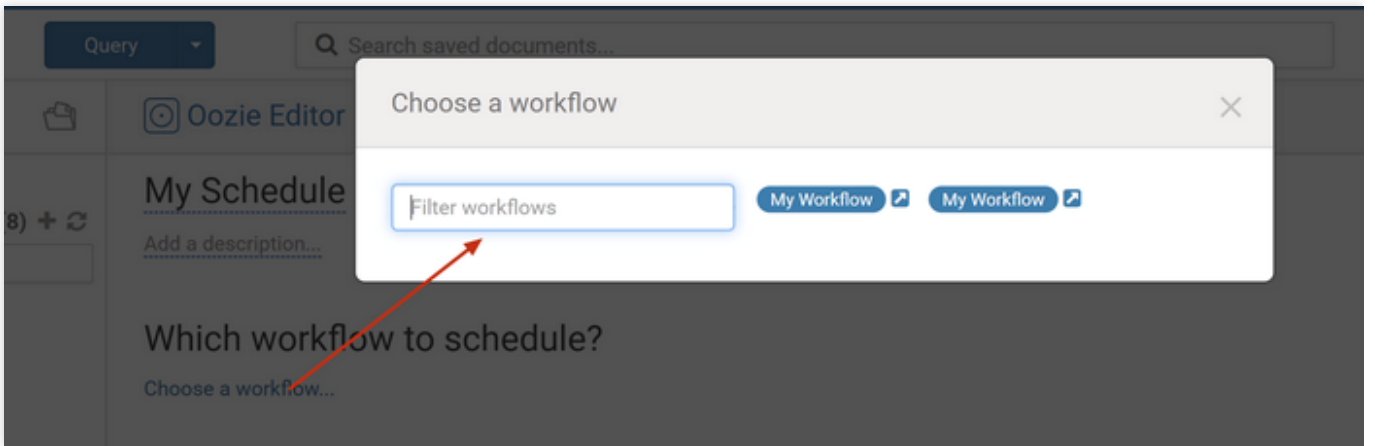 Query
Search saved documents...
Oozie Editor
Choose a workflow
My Schedule
Filter workflows
My Workflow
My Workflow
8)
Add a description...
Which workflow to schedule?
Choose a workflow...